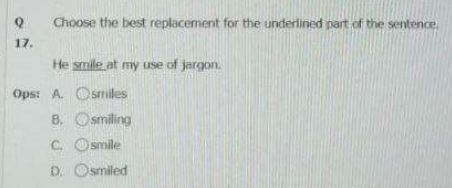 Q Choose the best replacement for the underlined part of the sentence.
17.
He smile at my use of jargon.
Ops: A. smiles
B. smiling
C. smile
D. smiled